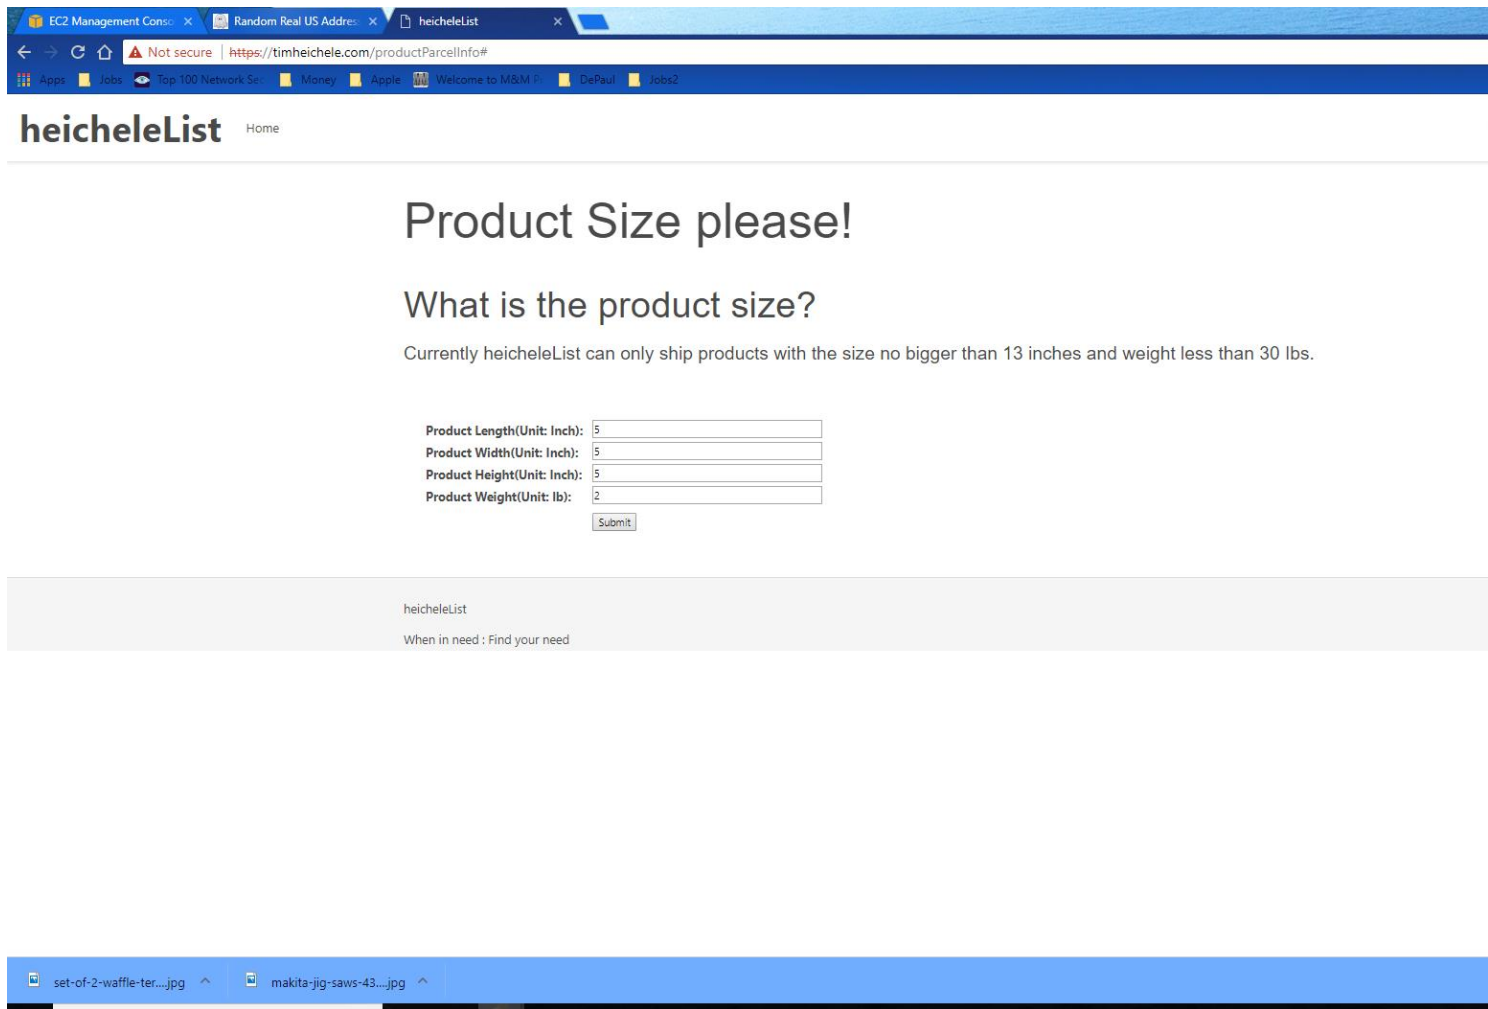 EC2 Management Conso
Random Real US Addres
heicheleList
Not secure | https://timheichele.com/productParcelInfo#
Apps Jobs Top 100 Network Sec Money Apple Welcome to M&M P DePaul Jobs2
heicheleList Home
Product Size please!
What is the product size?
Currently heicheleList can only ship products with the size no bigger than 13 inches and weight less than 30 lbs.
Product Length(Unit: Inch): 5
Product Width(Unit: Inch): 5
Product Height(Unit: Inch): 5
Product Weight(Unit: lb): 2
Submit
heicheleList
When in need : Find your need
set-of-2-waffle-ter....jpg makita-jig-saws-43....jpg